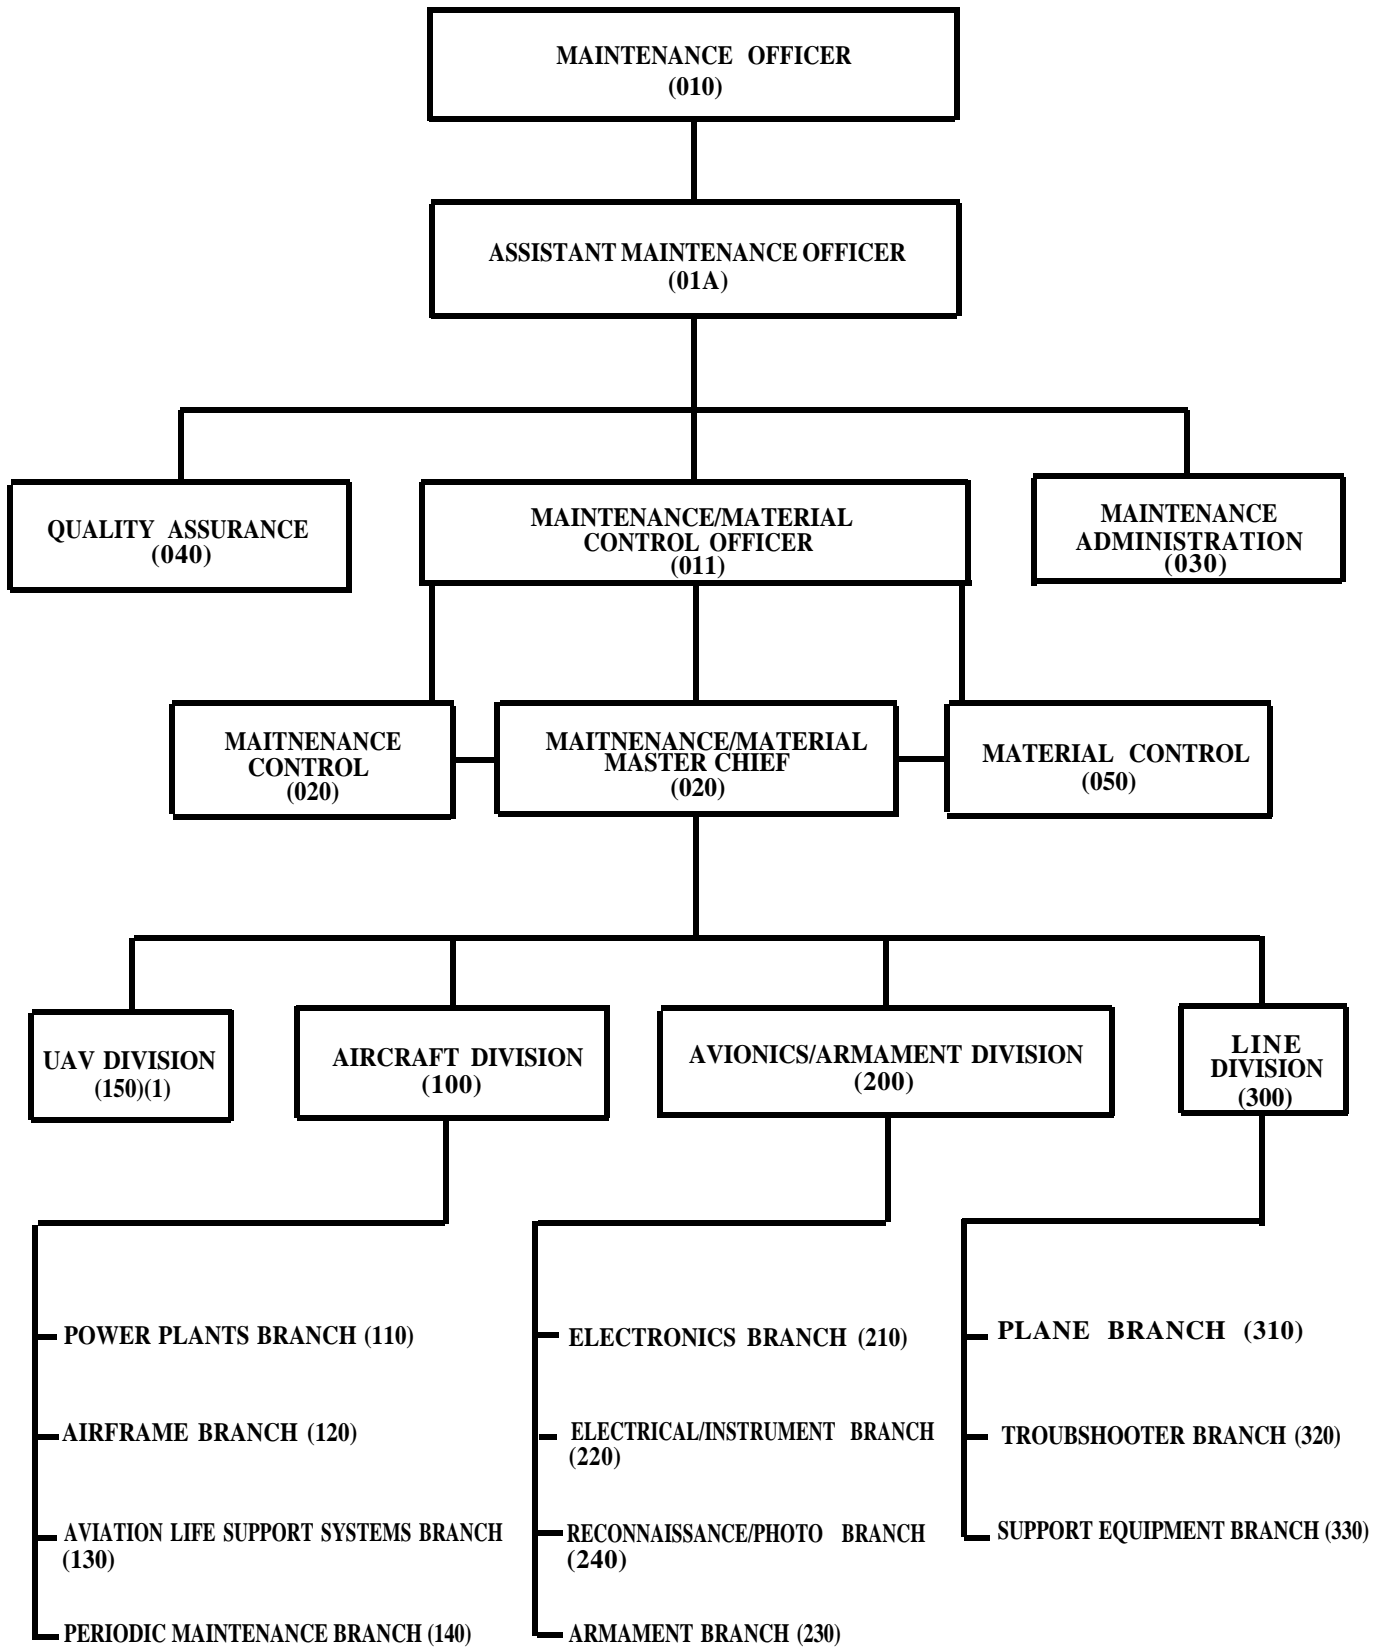 MAINTENANCE OFFICER
(010)
ASSISTANT MAINTENANCE OFFICER
(01A)
QUALITY ASSURANCE
(040)
MAINTENANCE/MATERIAL
CONTROL OFFICER
(011)
MAINTENANCE
ADMINISTRATION
(030)
MAITNENANCE
CONTROL
(020)
MAITNENANCE/MATERIAL
MASTER CHIEF
(020)
MATERIAL CONTROL
(050)
UAV DIVISION
(150)(1)
AIRCRAFT DIVISION
(100)
AVIONICS/ARMAMENT DIVISION
(200)
LINE
DIVISION
(300)
POWER PLANTS BRANCH (110)
AIRFRAME BRANCH (120)
AVIATION LIFE SUPPORT SYSTEMS BRANCH
(130)
PERIODIC MAINTENANCE BRANCH (140)
ELECTRONICS BRANCH (210)
ELECTRICAL/INSTRUMENT BRANCH
(220)
RECONNAISSANCE/PHOTO BRANCH
(240)
ARMAMENT BRANCH (230)
PLANE BRANCH (310)
TROUBSHOOTER BRANCH (320)
SUPPORT EQUIPMENT BRANCH (330)